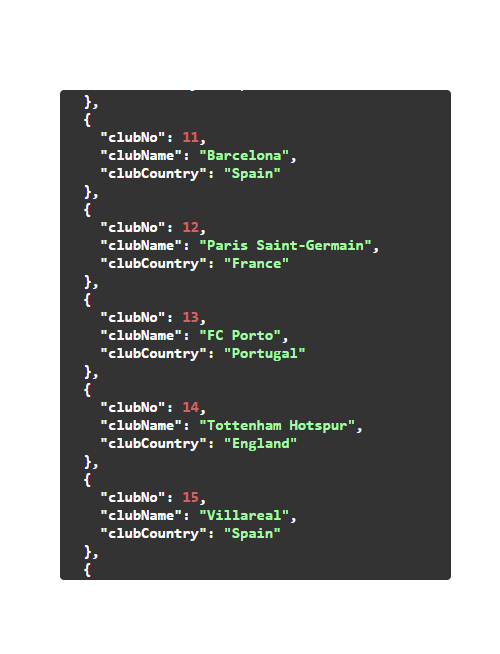 },
{
"clubNo": 11,
"clubName": "Barcelona",
"clubCountry": "Spain"
},
{
"clubNo": 12,
"clubName": "Paris Saint-Germain",
"clubCountry": "France"
},
{
"clubNo": 13,
"clubName": "FC Porto",
"clubCountry": "Portugal"
},
{
"clubNo": 14,
"clubName": "Tottenham Hotspur",
"clubCountry": "England"
},
{
"clubNo": 15,
"clubName": "Villareal",
"clubCountry": "Spain"
},
{